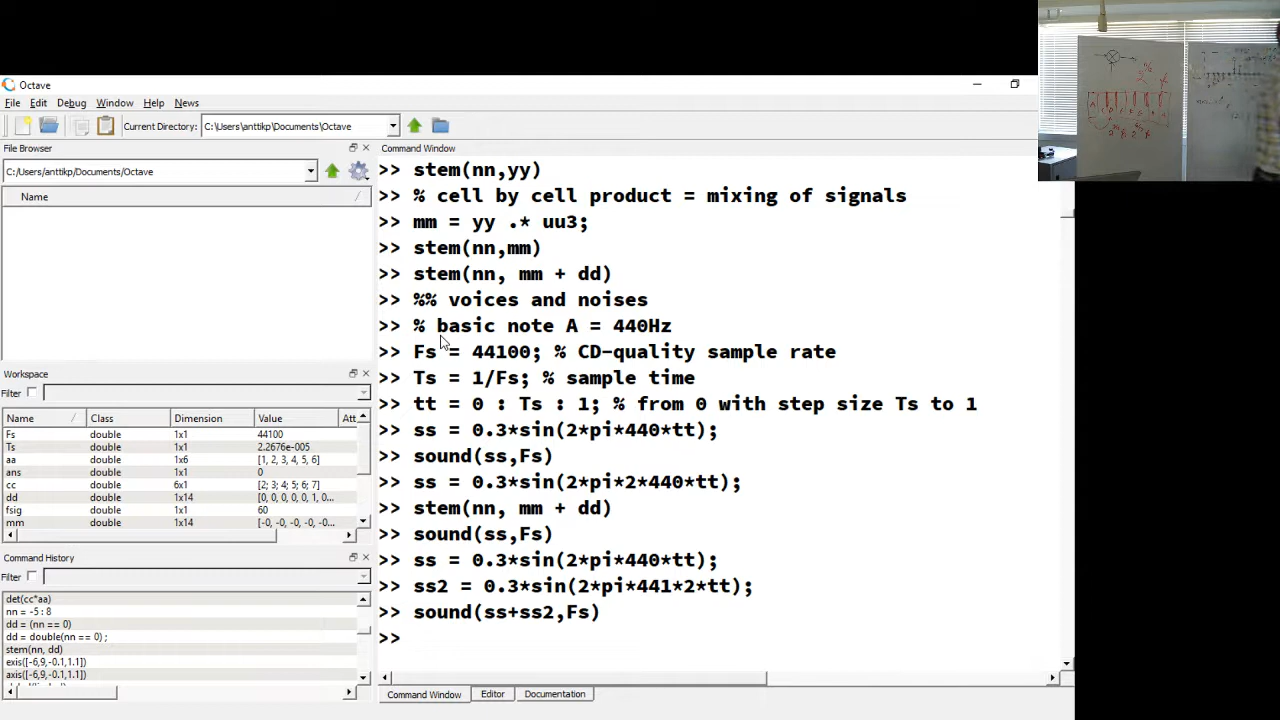 Octave
File Edit Debug Window Help News
Current Director C:\Users\anttikp\Documents\Octav
File Browser
C:/Users/anttikp/Documents/Octave
Name
Workspace
Filter
Name Class Dimension Value Att
Fs double 1x1 44100
Ts double 1x1 2.2676e-005
aa double 1x6 [1, 2, 3, 4, 5, 6]
ans double 1x1 0
cc double 6x1 [2; 3; 4; 5; 6; 7]
dd double 1x14 [0, 0, 0, 0, 0, 1, 0...
fsig double 1x1 60
mm double 1x14 [-0, -0, -0, -0, -0...
Command History
Filter
det(cc*aa)
nn = -5 : 8
dd = (nn == 0)
dd = double(nn == 0) ;
stem(nn, dd)
exis([-6,9,-0.1,1.1])
axis([-6,9,-0.1,1.1])
Command Window
>> stem(nn,yy)
>> % cell by cell product = mixing of signals
>> mm = yy .* uu3;
>> stem(nn,mm)
>> stem(nn, mm + dd)
>> %% voices and noises
>> % basic note A = 440Hz
>> Fs = 44100; % CD-quality sample rate
>> Ts = 1/Fs; % sample time
>> tt = 0 : Ts : 1; % from 0 with step size Ts to 1
>> ss = 0.3*sin(2*pi*440*tt);
>> sound(ss,Fs)
>> ss = 0.3*sin(2*pi*2*440*tt);
>> stem(nn, mm + dd)
>> sound(ss,Fs)
>> ss = 0.3*sin(2*pi*440*tt);
>> ss2 = 0.3*sin(2*pi*441*2*tt);
>> sound(ss+ss2,Fs)
>>
Command Window Editor Documentation